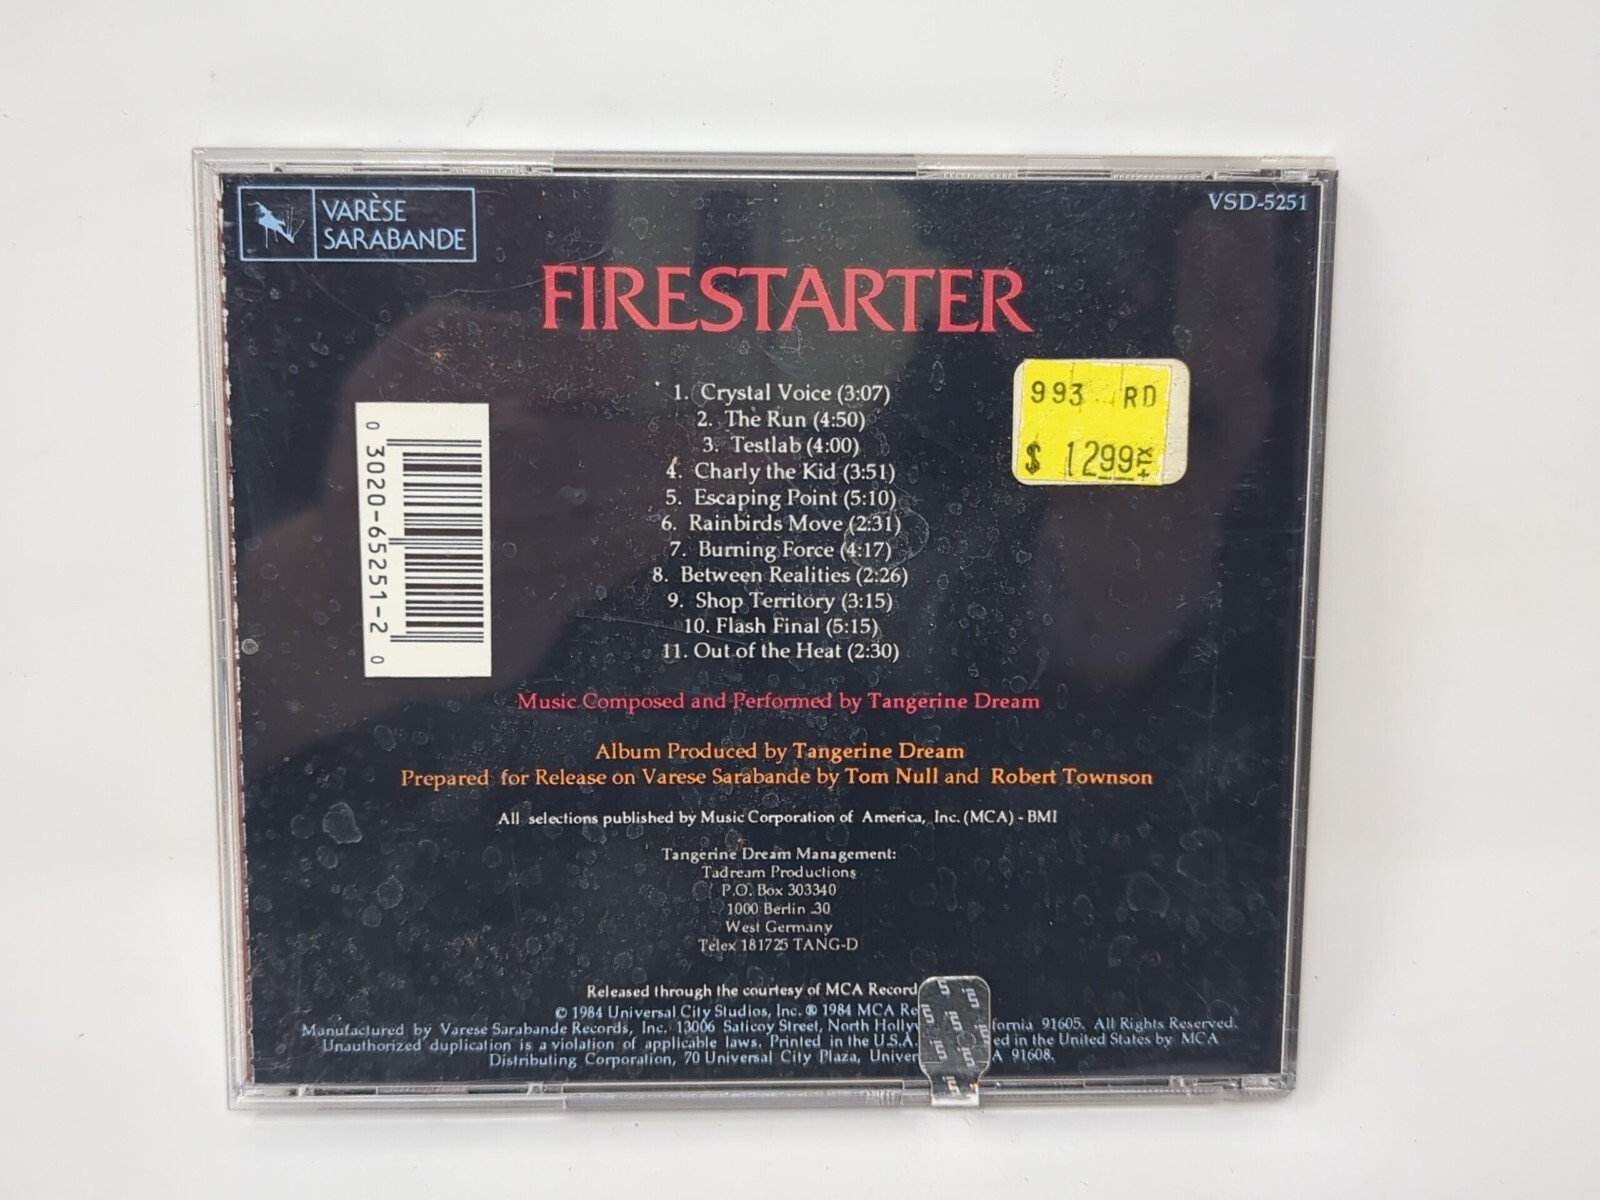 VARÈSE
SARABANDE
VSD-5251
FIRESTARTER
993 RD
$ 1299
1. Crystal Voice (3:07)
2. The Run (4:50)
3. Testlab (4:00)
4. Charly the Kid (3:51)
5. Escaping Point (5:10)
6. Rainbirds Move (2:31)
7. Burning Force (4:17)
8. Between Realities (2:26)
9. Shop Territory (3:15)
10. Flash Final (5:15)
11. Out of the Heat (2:30)
0 3020-65251-2 0
Music Composed and Performed by Tangerine Dream
Album Produced by Tangerine Dream
Prepared for Release on Varese Sarabande by Tom Null and Robert Townson
All selections published by Music Corporation of America, Inc. (MCA) - BMI
Tangerine Dream Management:
Tadream Productions
P.O. Box 303340
1000 Berlin 30
West Germany
Telex 181725 TANG-D
Released through the courtesy of MCA Record
© 1984 Universal City Studios, Inc. ℗ 1984 MCA Re
Manufactured by Varese Sarabande Records, Inc. 13006 Saticoy Street, North Hollyw fornia 91605. All Rights Reserved.
Unauthorized duplication is a violation of applicable laws. Printed in the U.S.A. ed in the United States by MCA
Distributing Corporation, 70 Universal City Plaza, Univer A 91608.
uni uni uni uni uni